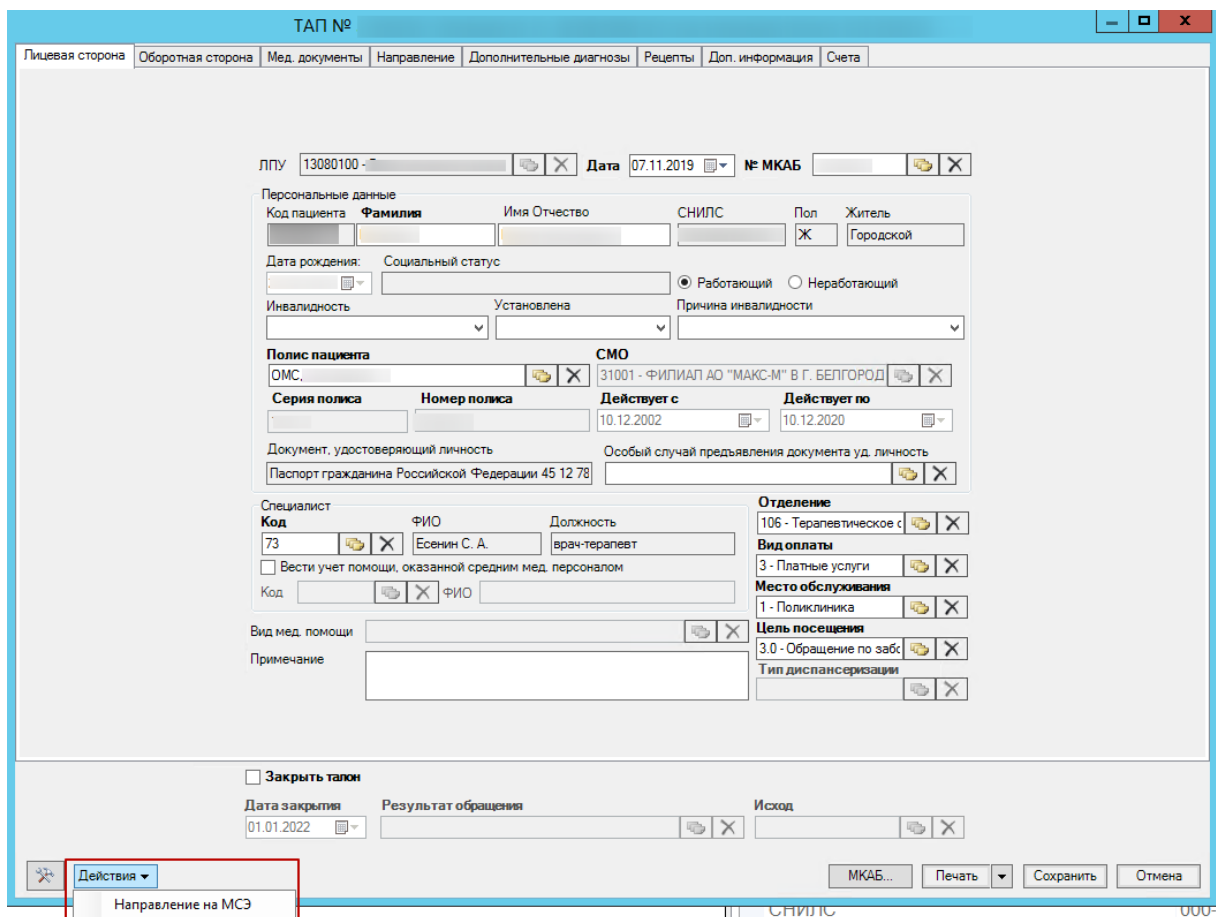 ТАП №
Лицевая сторона Оборотная сторона Мед. документы Направление Дополнительные диагнозы Рецепты Доп. информация Счета
ЛПУ 13080100 - Дата 07.11.2019 № МКАБ
Персональные данные
Код пациента Фамилия Имя Отчество СНИЛС Пол Житель
Ж Городской
Дата рождения: Социальный статус
Работающий Неработающий
Инвалидность Установлена Причина инвалидности
Полис пациента СМО
ОМС, 31001 - ФИЛИАЛ АО "МАКС-М" В Г. БЕЛГОРОД
Серия полиса Номер полиса Действует с Действует по
10.12.2002 10.12.2020
Документ, удостоверяющий личность Особый случай предъявления документа уд. личность
Паспорт гражданина Российской Федерации 45 12 78
Специалист Отделение
Код ФИО Должность 106 - Терапевтическое с
73 Есенин С. А. врач-терапевт Вид оплаты
Вести учет помощи, оказанной средним мед. персоналом 3 - Платные услуги
Код ФИО Место обслуживания
1 - Поликлиника
Вид мед. помощи Цель посещения
3.0 - Обращение по забо
Примечание Тип диспансеризации
Закрыть талон
Дата закрытия Результат обращения Исход
01.01.2022
Действия МКАБ... Печать Сохранить Отмена
Направление на МСЭ
СНИЛС 000-